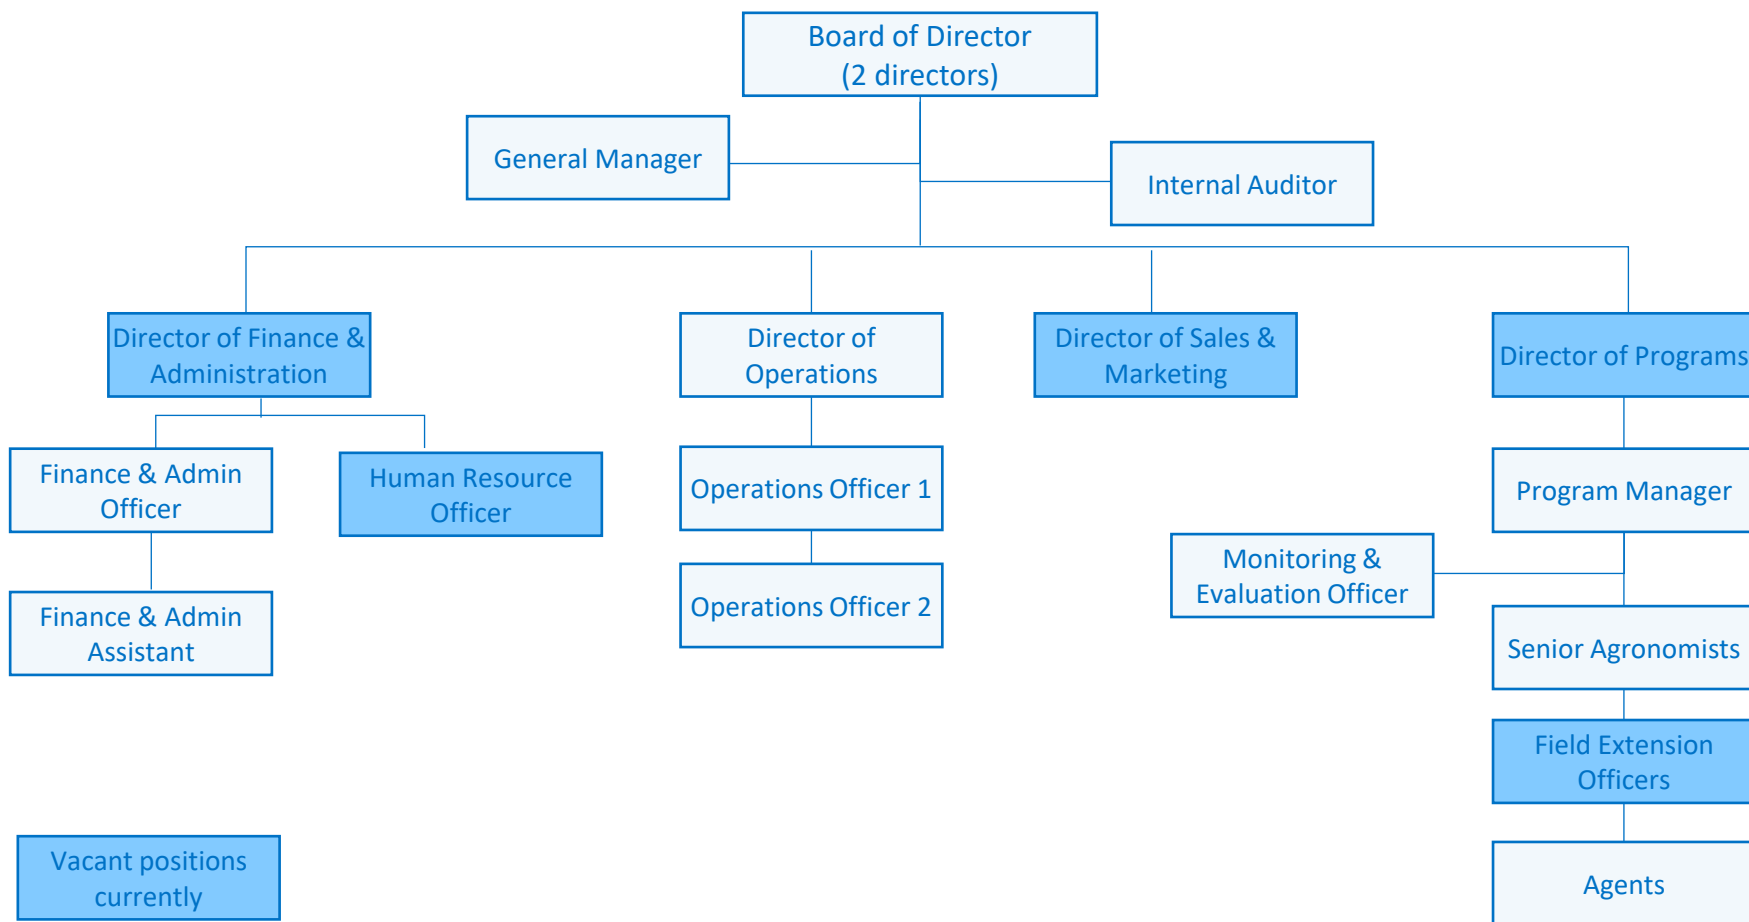 Board of Director
(2 directors)
General Manager
Internal Auditor
Director of Finance &
Administration
Director of
Operations
Director of Sales &
Marketing
Director of Programs
Finance & Admin
Officer
Human Resource
Officer
Operations Officer 1
Program Manager
Monitoring &
Evaluation Officer
Operations Officer 2
Finance & Admin
Assistant
Senior Agronomists
Field Extension
Officers
Vacant positions
currently
Agents